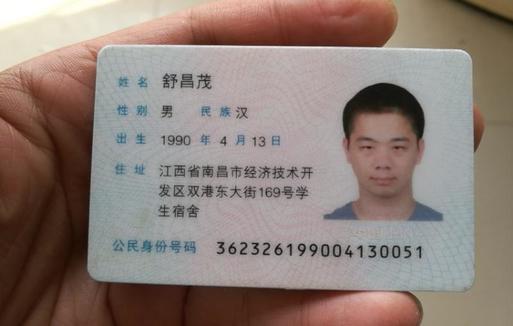 姓名 舒昌茂
性别 男 民族 汉
出生 1990 年 4 月 13 日
住址 江西省南昌市经济技术开
发区双港东大街169号学
生宿舍
公民身份号码 362326199004130051